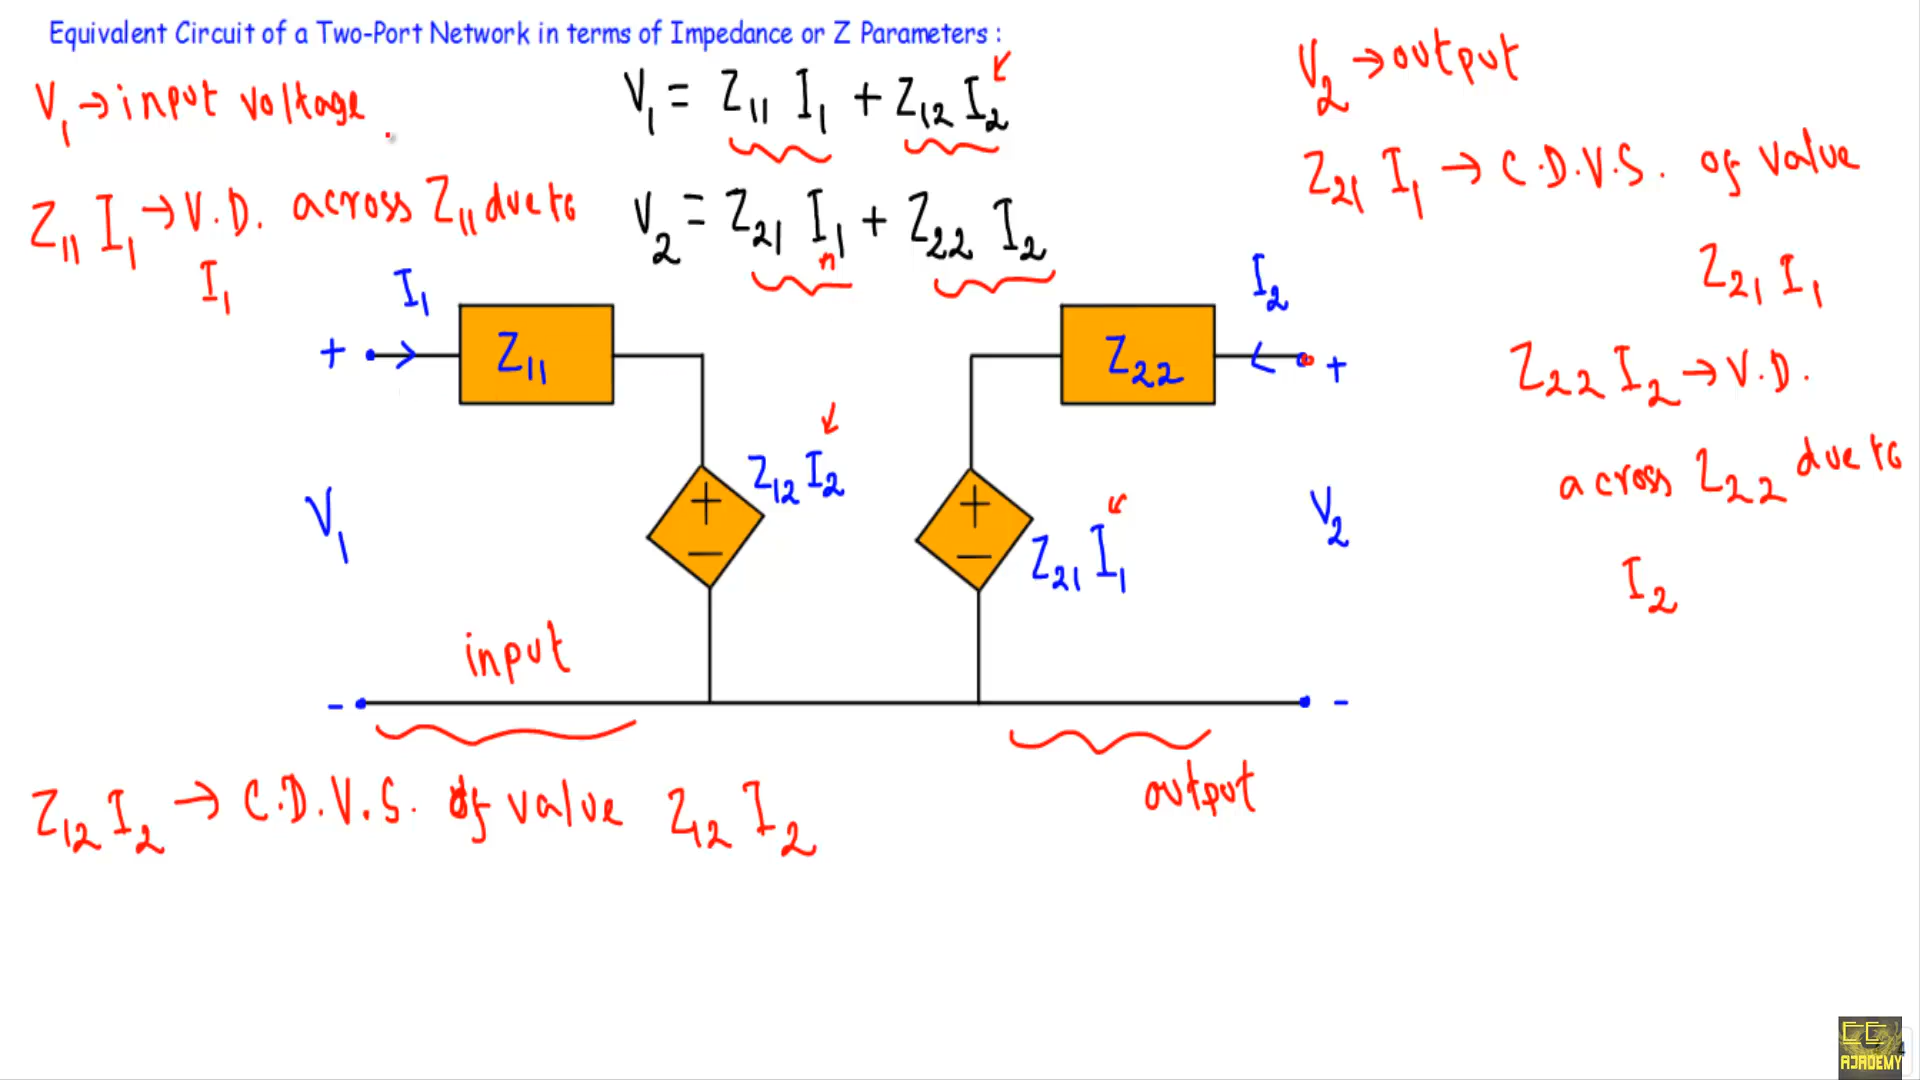 Equivalent Circuit of a Two-Port Network in terms of Impedance or Z Parameters :
V1 → input voltage
V1 = Z11 I1 + Z12 I2
V2 → output
Z11 I1 → V.D. across Z11 due to
I1
V2 = Z21 I1 + Z22 I2
Z21 I1 → C.D.V.S. of value
Z21 I1
I1
I2
+
Z11
Z22
+
Z22 I2 → V.D.
across Z22 due to
I2
V1
+
-
Z12 I2
+
-
Z21 I1
V2
input
-
-
output
Z12 I2 → C.D.V.S. of value Z12 I2
EE
AJADEMY